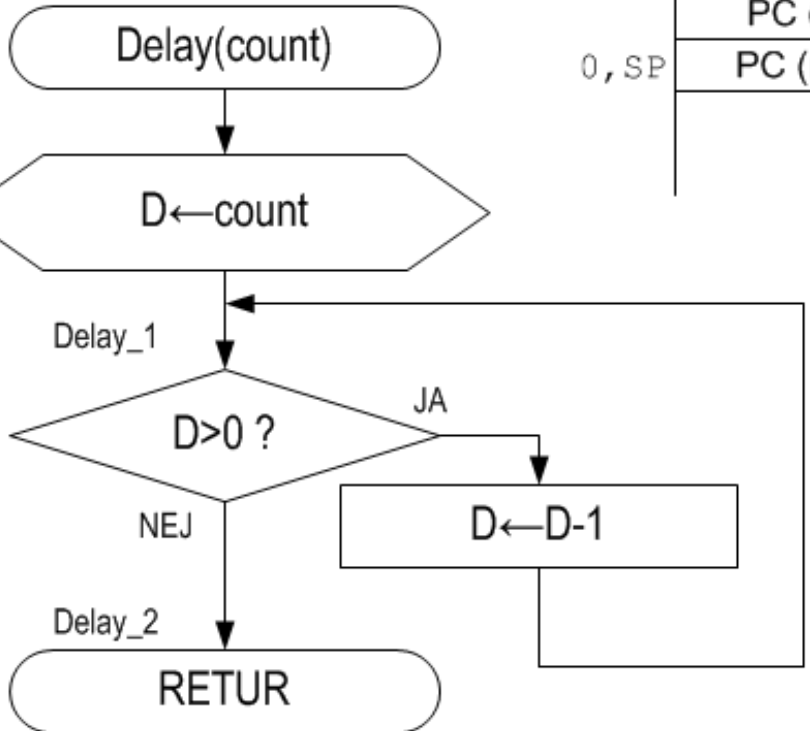 Delay(count)
PC
0,SP
PC (
D←count
Delay_1
D>0 ?
JA
NEJ
D←D-1
Delay_2
RETUR